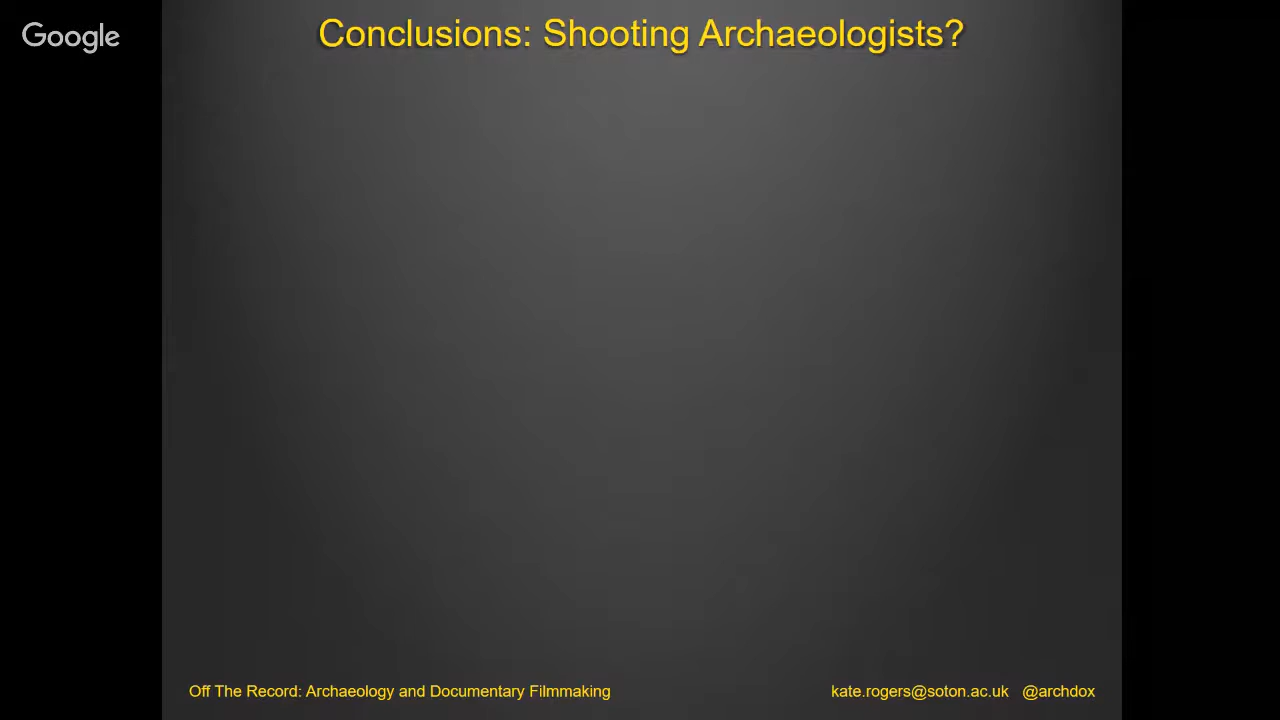 Google
Conclusions: Shooting Archaeologists?
Off The Record: Archaeology and Documentary Filmmaking
kate.rogers@soton.ac.uk @archdox